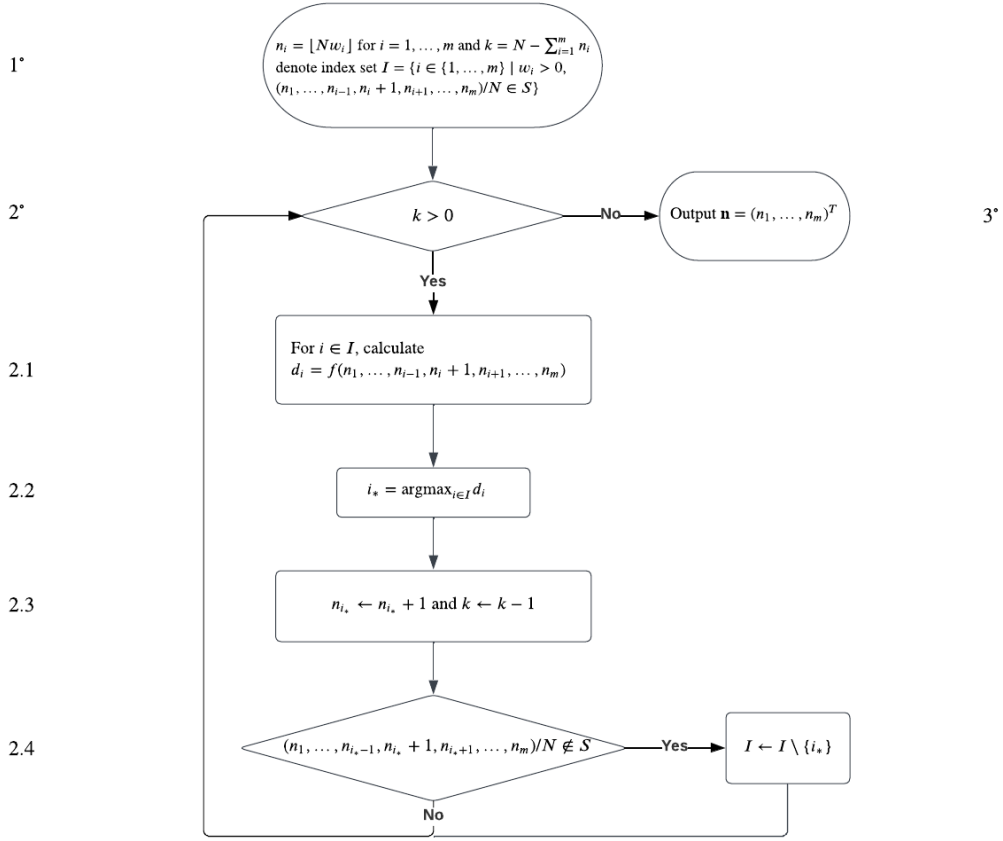 1°
n_i = ⌊Nw_i⌋ for i = 1, …, m and k = N − ∑_{i=1}^{m} n_i
denote index set I = {i ∈ {1, …, m} | w_i > 0,
(n_1, …, n_{i−1}, n_i + 1, n_{i+1}, …, n_m)/N ∈ S}
2°
k > 0
No
Output n = (n_1, …, n_m)^T
3°
Yes
2.1
For i ∈ I, calculate
d_i = f(n_1, …, n_{i−1}, n_i + 1, n_{i+1}, …, n_m)
2.2
i_* = argmax_{i∈I} d_i
2.3
n_{i_*} ← n_{i_*} + 1 and k ← k − 1
2.4
(n_1, …, n_{i_*−1}, n_{i_*} + 1, n_{i_*+1}, …, n_m)/N ∉ S
Yes
I ← I \ {i_*}
No